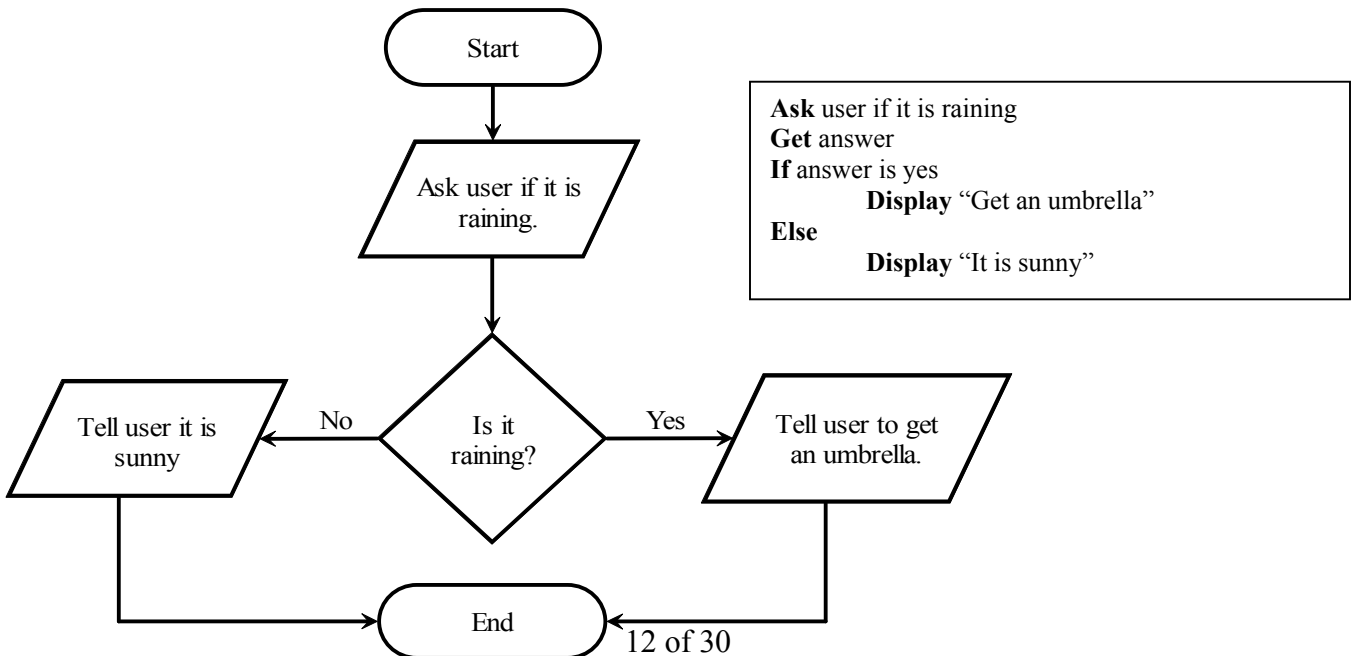 Start
Ask user if it is
raining.
Ask user if it is raining
Get answer
If answer is yes
Display “Get an umbrella”
Else
Display “It is sunny”
Is it
raining?
No
Yes
Tell user it is
sunny
Tell user to get
an umbrella.
End
12 of 30